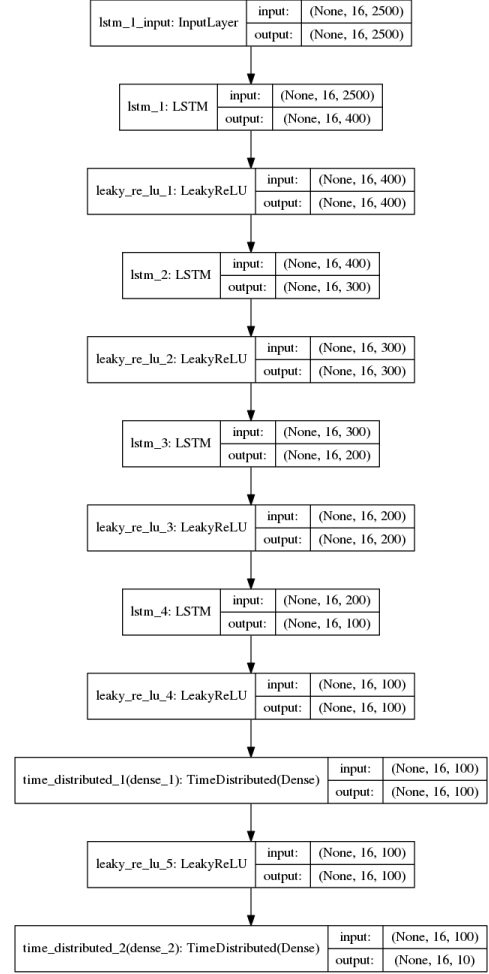 lstm_1_input: InputLayer input: (None, 16, 2500)
output: (None, 16, 2500)
lstm_1: LSTM input: (None, 16, 2500)
output: (None, 16, 400)
leaky_re_lu_1: LeakyReLU input: (None, 16, 400)
output: (None, 16, 400)
lstm_2: LSTM input: (None, 16, 400)
output: (None, 16, 300)
leaky_re_lu_2: LeakyReLU input: (None, 16, 300)
output: (None, 16, 300)
lstm_3: LSTM input: (None, 16, 300)
output: (None, 16, 200)
leaky_re_lu_3: LeakyReLU input: (None, 16, 200)
output: (None, 16, 200)
lstm_4: LSTM input: (None, 16, 200)
output: (None, 16, 100)
leaky_re_lu_4: LeakyReLU input: (None, 16, 100)
output: (None, 16, 100)
time_distributed_1(dense_1): TimeDistributed(Dense) input: (None, 16, 100)
output: (None, 16, 100)
leaky_re_lu_5: LeakyReLU input: (None, 16, 100)
output: (None, 16, 100)
time_distributed_2(dense_2): TimeDistributed(Dense) input: (None, 16, 100)
output: (None, 16, 10)